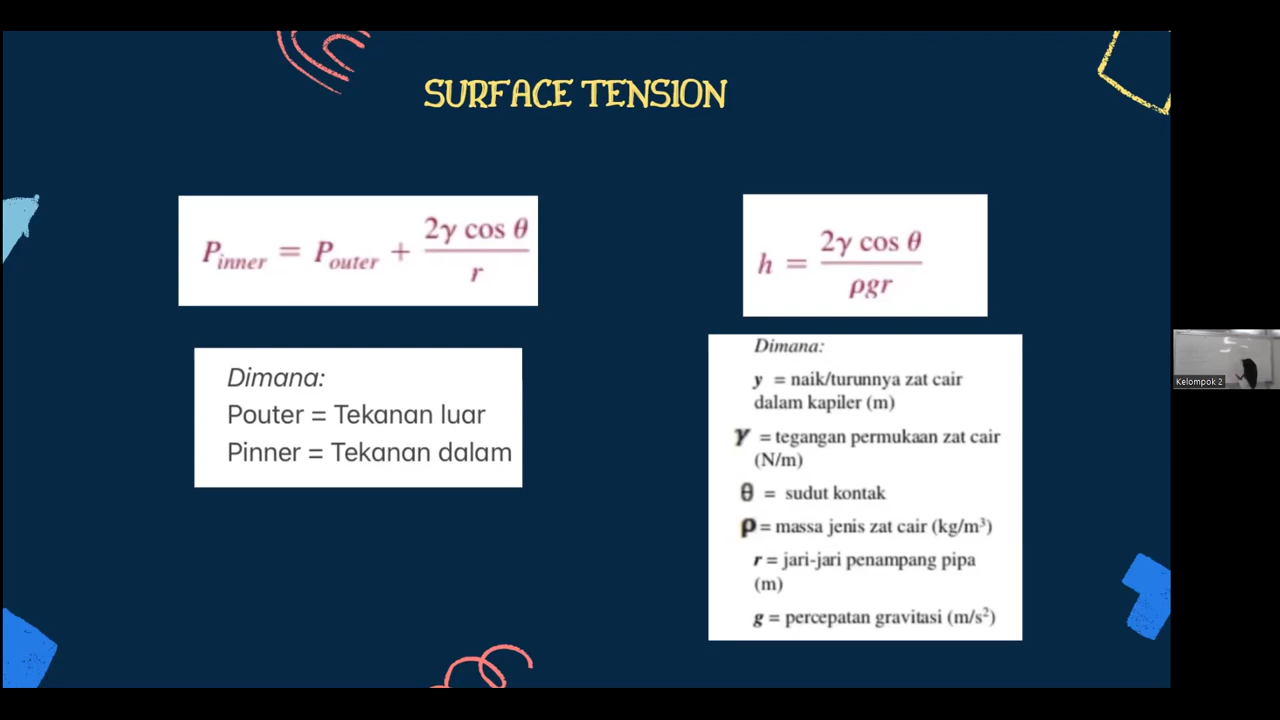 SURFACE TENSION
P_inner = P_outer + 2γ cos θ / r
h = 2γ cos θ / ρgr
Dimana:
Pouter = Tekanan luar
Pinner = Tekanan dalam
Dimana:
y = naik/turunnya zat cair
dalam kapiler (m)
γ = tegangan permukaan zat cair
(N/m)
θ = sudut kontak
ρ = massa jenis zat cair (kg/m³)
r = jari-jari penampang pipa
(m)
g = percepatan gravitasi (m/s²)
Kelompok 2